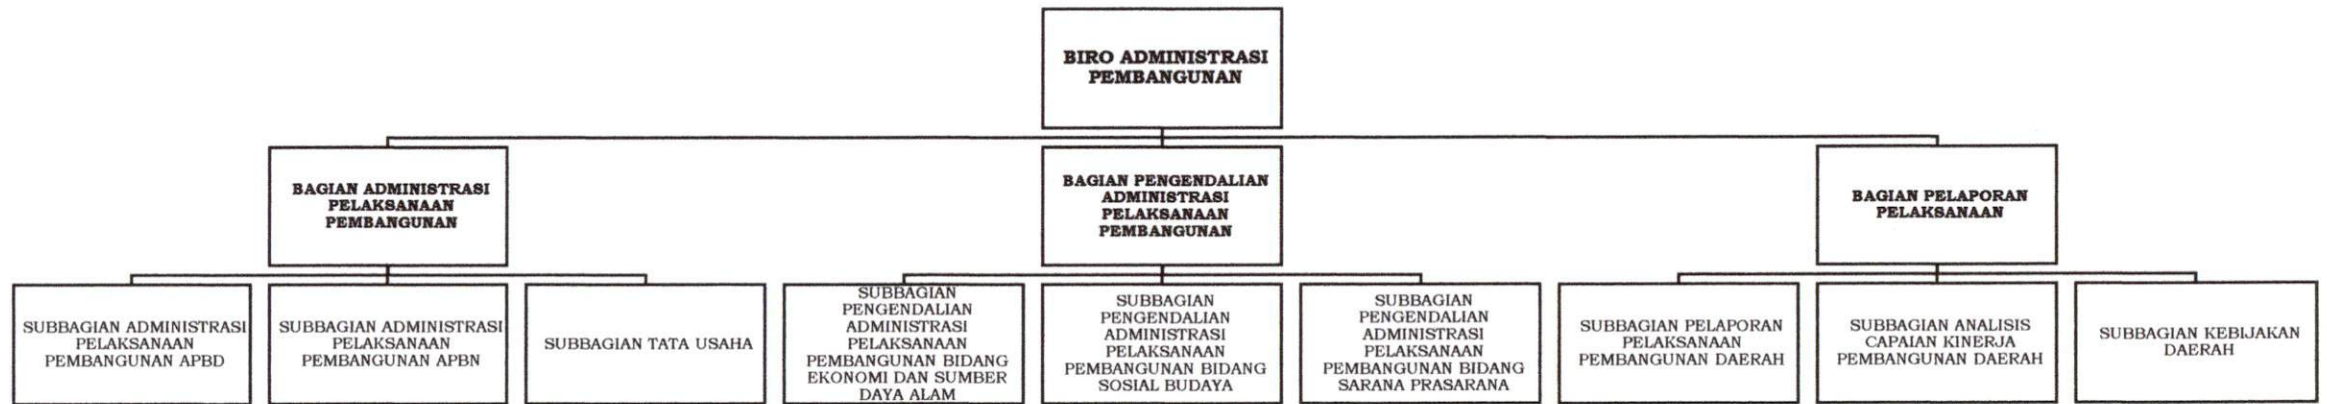 BIRO ADMINISTRASI
PEMBANGUNAN
BAGIAN ADMINISTRASI
PELAKSANAAN
PEMBANGUNAN
BAGIAN PENGENDALIAN
ADMINISTRASI
PELAKSANAAN
PEMBANGUNAN
BAGIAN PELAPORAN
PELAKSANAAN
SUBBAGIAN ADMINISTRASI
PELAKSANAAN
PEMBANGUNAN APBD
SUBBAGIAN ADMINISTRASI
PELAKSANAAN
PEMBANGUNAN APBN
SUBBAGIAN TATA USAHA
SUBBAGIAN
PENGENDALIAN
ADMINISTRASI
PELAKSANAAN
PEMBANGUNAN BIDANG
EKONOMI DAN SUMBER
DAYA ALAM
SUBBAGIAN
PENGENDALIAN
ADMINISTRASI
PELAKSANAAN
PEMBANGUNAN BIDANG
SOSIAL BUDAYA
SUBBAGIAN
PENGENDALIAN
ADMINISTRASI
PELAKSANAAN
PEMBANGUNAN BIDANG
SARANA PRASARANA
SUBBAGIAN PELAPORAN
PELAKSANAAN
PEMBANGUNAN DAERAH
SUBBAGIAN ANALISIS
CAPAIAN KINERJA
PEMBANGUNAN DAERAH
SUBBAGIAN KEBIJAKAN
DAERAH